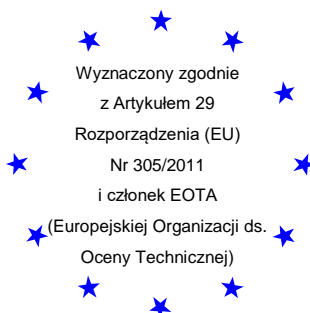 Wyznaczony zgodnie
z Artykułem 29
Rozporządzenia (EU)
Nr 305/2011
i członek EOTA
(Europejskiej Organizacji ds.
Oceny Technicznej)